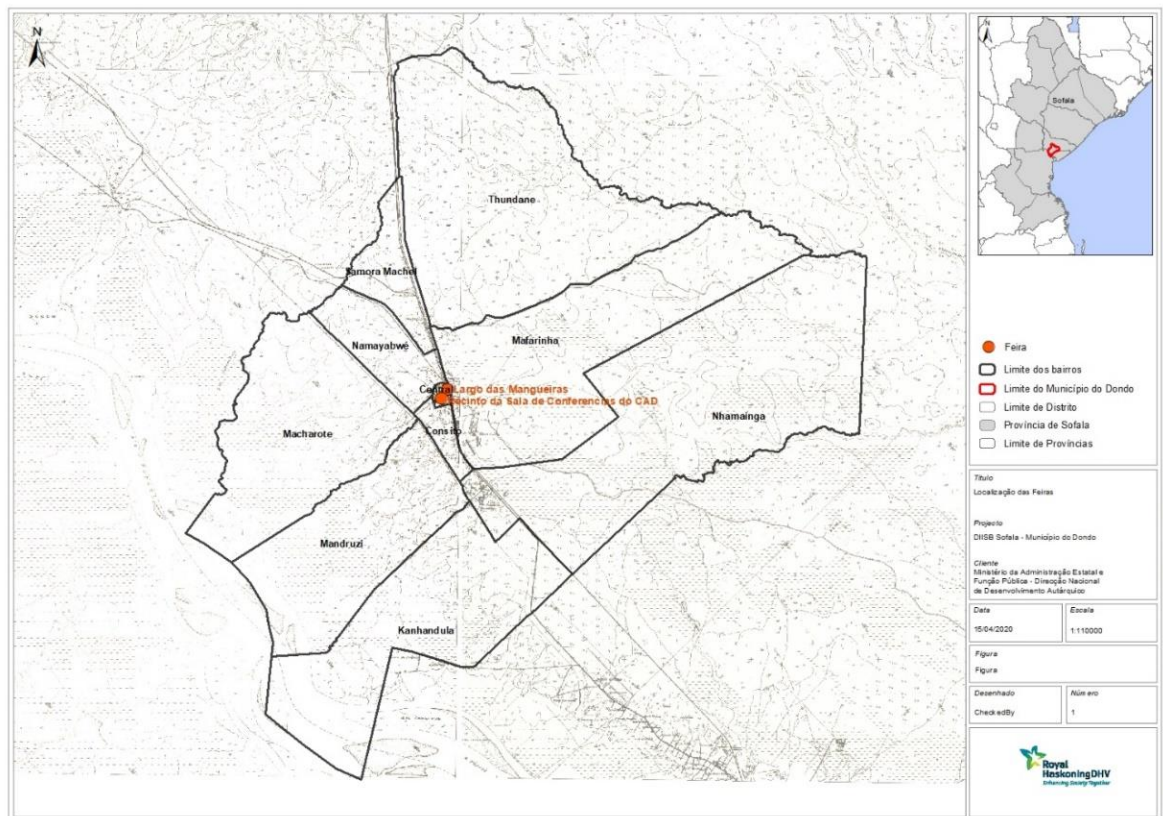 N
Thundane
Samora Machel
Namayabwe
Mafarinha
Central
Largo das Mangueiras
Recinto da Sala de Conferencias do CAD
Nhamainga
Macharote
Consito
Mandruzi
Kanhandula
N
Sofala
Feira
Limite dos bairros
Limite do Município do Dondo
Limite de Distrito
Província de Sofala
Limite de Províncias
Título
Localização das Feiras
Projecto
DIISB Sofala - Município do Dondo
Cliente
Ministério da Administração Estatal e
Função Pública - Direcção Nacional
de Desenvolvimento Autárquico
Data
15/04/2020
Escala
1:110000
Figura
Figura
Desenhado
CheckedBy
Número
1
Royal
HaskoningDHV
Enhancing Society Together